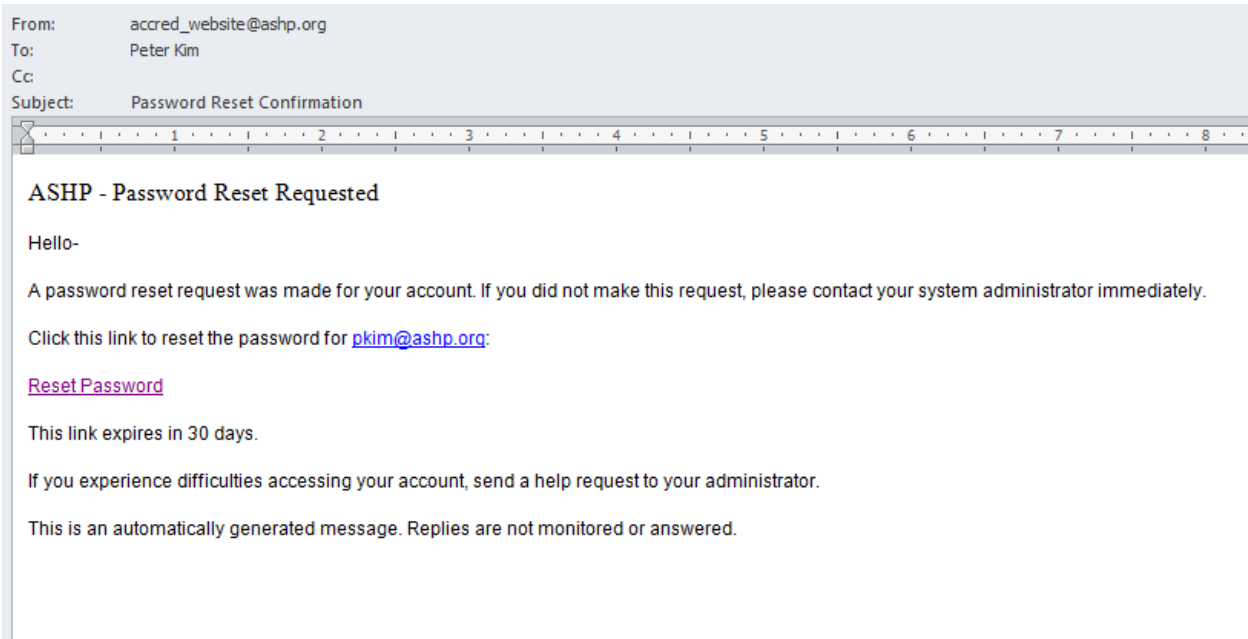 From: accred_website@ashp.org
To: Peter Kim
Cc:
Subject: Password Reset Confirmation
1 2 3 4 5 6 7 8
ASHP - Password Reset Requested
Hello-
A password reset request was made for your account. If you did not make this request, please contact your system administrator immediately.
Click this link to reset the password for pkim@ashp.org:
Reset Password
This link expires in 30 days.
If you experience difficulties accessing your account, send a help request to your administrator.
This is an automatically generated message. Replies are not monitored or answered.